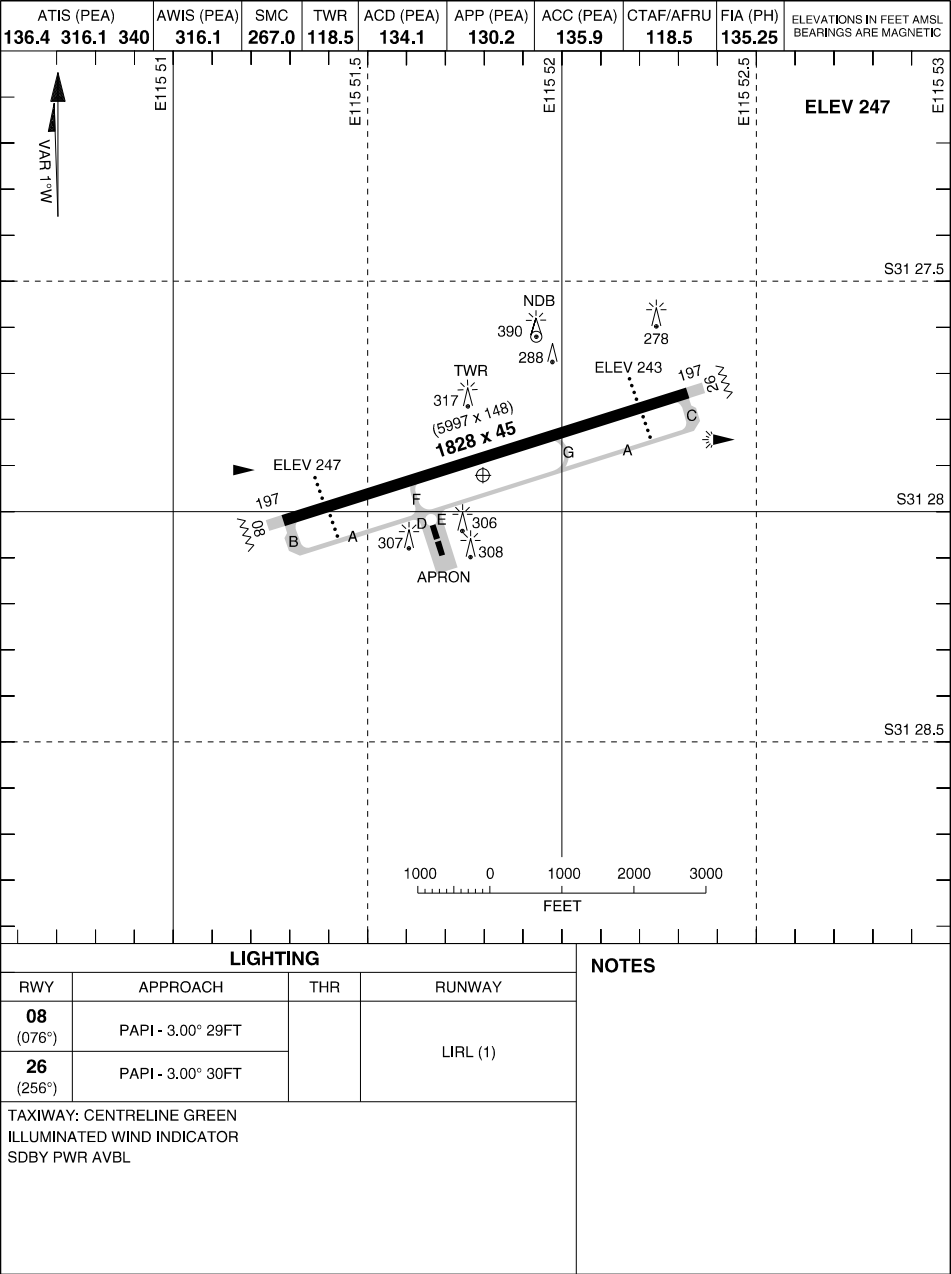 ATIS (PEA)
136.4 316.1 340
AWIS (PEA)
316.1
SMC
267.0
TWR
118.5
ACD (PEA)
134.1
APP (PEA)
130.2
ACC (PEA)
135.9
CTAF/AFRU
118.5
FIA (PH)
135.25
ELEVATIONS IN FEET AMSL
BEARINGS ARE MAGNETIC
E115 51
E115 51.5
E115 52
E115 52.5
E115 53
ELEV 247
VAR 1°W
S31 27.5
NDB
390
278
288
ELEV 243
197
26
TWR
317
(5997 x 148)
1828 x 45
C
G
A
ELEV 247
197
08
F
S31 28
B
A
D
E
306
307
308
APRON
S31 28.5
1000 0 1000 2000 3000
FEET
LIGHTING
RWY
APPROACH
THR
RUNWAY
08
(076°)
PAPI - 3.00° 29FT
LIRL (1)
26
(256°)
PAPI - 3.00° 30FT
TAXIWAY: CENTRELINE GREEN
ILLUMINATED WIND INDICATOR
SDBY PWR AVBL
NOTES